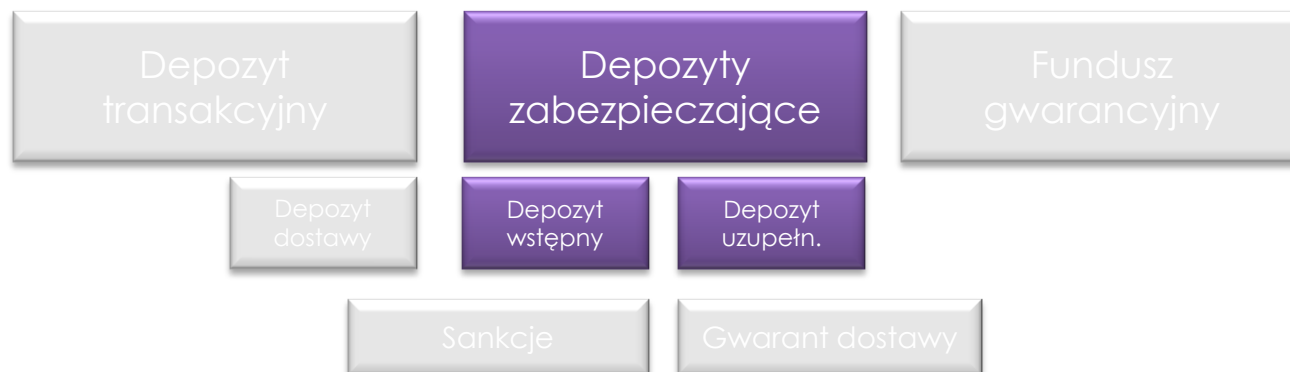 Depozyt
transakcyjny
Depozyty
zabezpieczające
Fundusz
gwarancyjny
Depozyt
dostawy
Depozyt
wstępny
Depozyt
uzupełn.
Sankcje
Gwarant dostawy